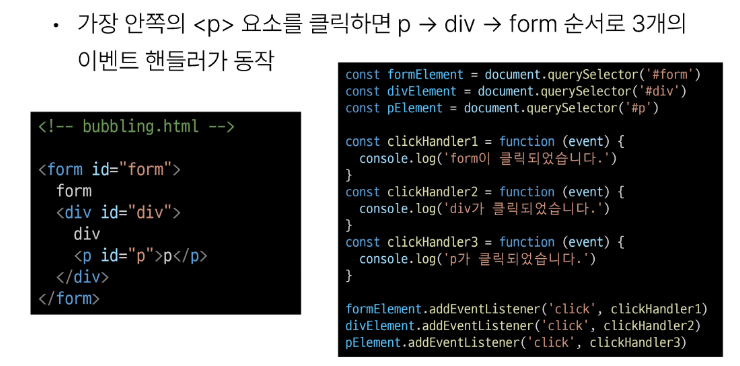 • 가장 안쪽의 <p> 요소를 클릭하면 p → div → form 순서로 3개의
이벤트 핸들러가 동작
<!-- bubbling.html -->
<form id="form">
  form
  <div id="div">
    div
    <p id="p">p</p>
  </div>
</form>
const formElement = document.querySelector('#form')
const divElement = document.querySelector('#div')
const pElement = document.querySelector('#p')
const clickHandler1 = function (event) {
  console.log('form이 클릭되었습니다.')
}
const clickHandler2 = function (event) {
  console.log('div가 클릭되었습니다.')
}
const clickHandler3 = function (event) {
  console.log('p가 클릭되었습니다.')
}
formElement.addEventListener('click', clickHandler1)
divElement.addEventListener('click', clickHandler2)
pElement.addEventListener('click', clickHandler3)